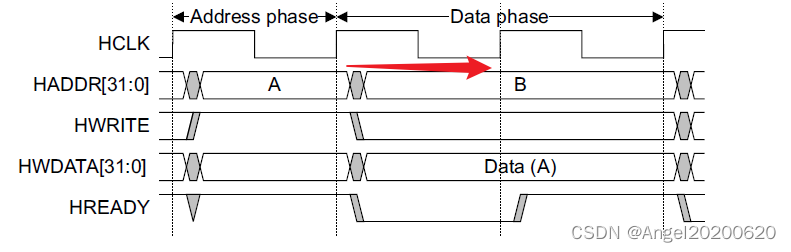 Address phase Data phase
HCLK
HADDR[31:0] A B
HWRITE
HWDATA[31:0] Data (A)
HREADY
CSDN @Angel20200620